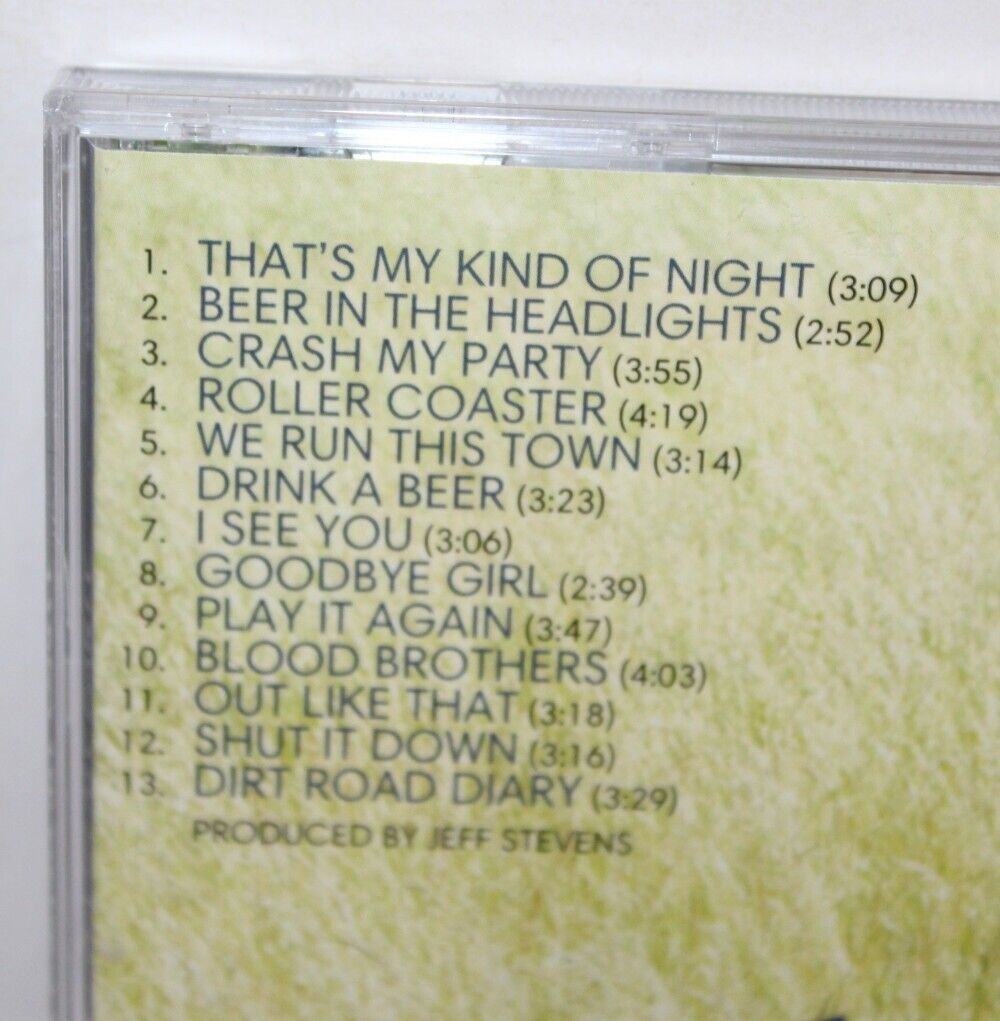 1. THAT'S MY KIND OF NIGHT (3:09)
2. BEER IN THE HEADLIGHTS (2:52)
3. CRASH MY PARTY (3:55)
4. ROLLER COASTER (4:19)
5. WE RUN THIS TOWN (3:14)
6. DRINK A BEER (3:23)
7. I SEE YOU (3:06)
8. GOODBYE GIRL (2:39)
9. PLAY IT AGAIN (3:47)
10. BLOOD BROTHERS (4:03)
11. OUT LIKE THAT (3:18)
12. SHUT IT DOWN (3:16)
13. DIRT ROAD DIARY (3:29)
PRODUCED BY JEFF STEVENS